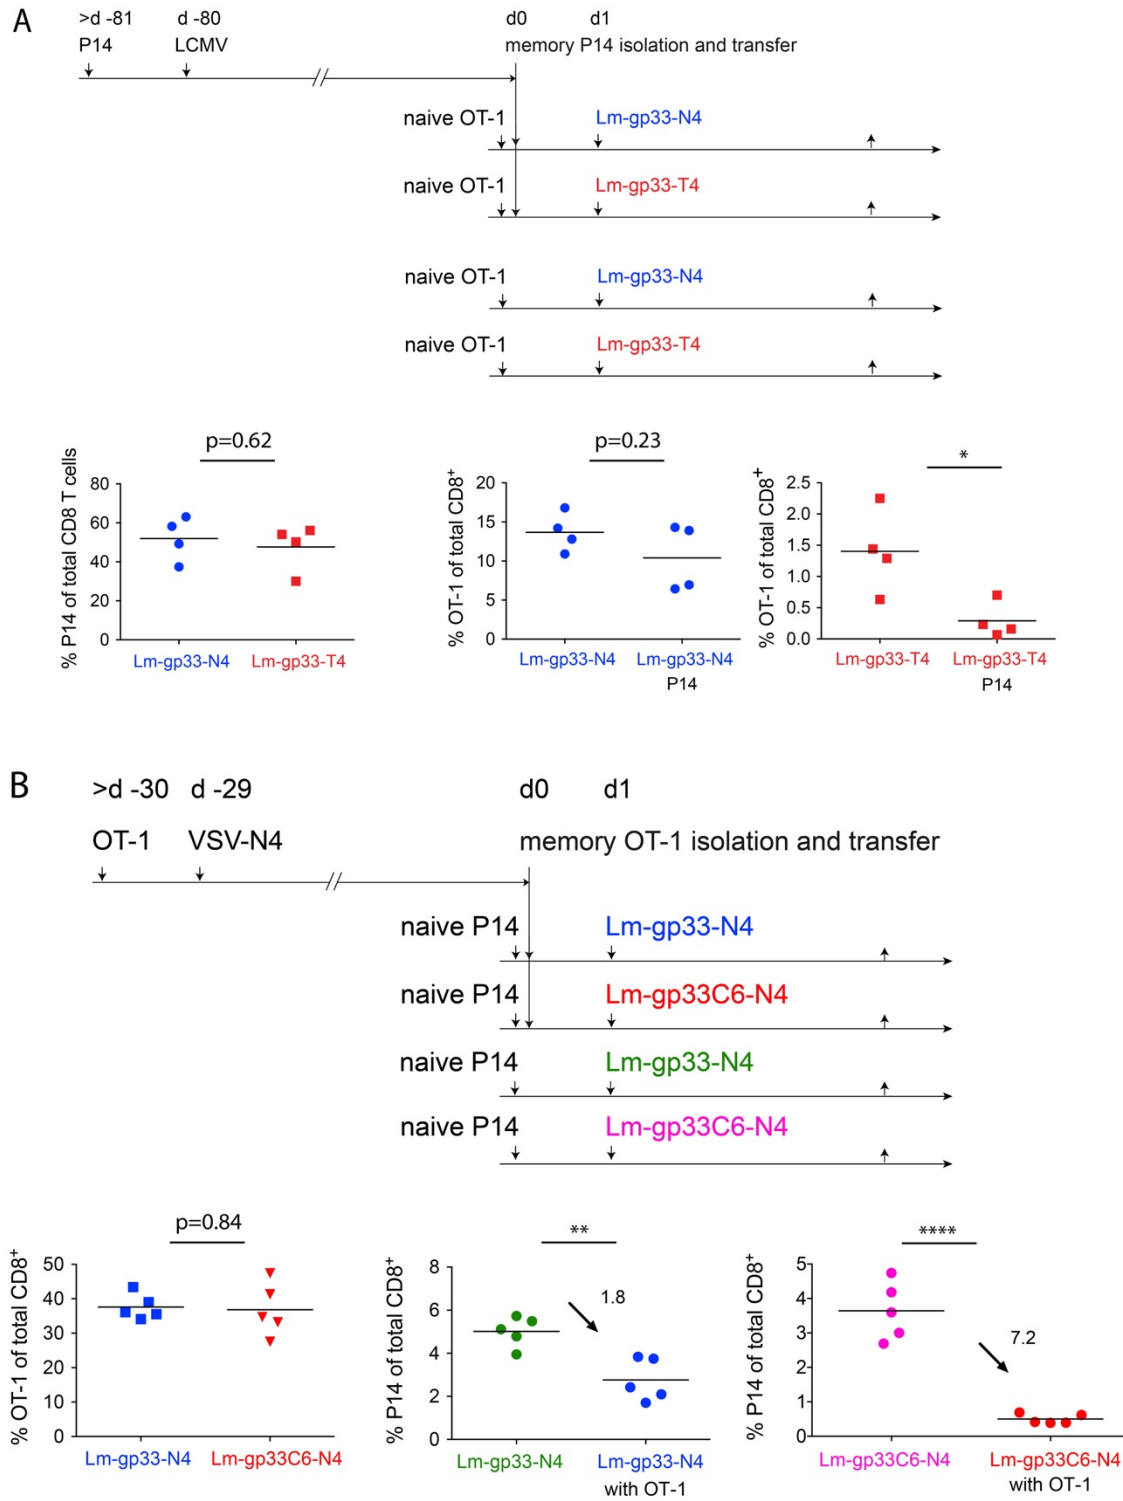 A
>d -81 d -80 d0 d1
P14 LCMV memory P14 isolation and transfer
naive OT-1 Lm-gp33-N4
naive OT-1 Lm-gp33-T4
naive OT-1 Lm-gp33-N4
naive OT-1 Lm-gp33-T4
% P14 of total CD8 T cells
p=0.62
80
60
40
20
0
Lm-gp33-N4 Lm-gp33-T4
% OT-1 of total CD8+
p=0.23
20
15
10
5
0
Lm-gp33-N4 Lm-gp33-N4
P14
% OT-1 of total CD8+
*
2.5
2.0
1.5
1.0
0.5
0.0
Lm-gp33-T4 Lm-gp33-T4
P14
B
>d -30 d -29 d0 d1
OT-1 VSV-N4 memory OT-1 isolation and transfer
naive P14 Lm-gp33-N4
naive P14 Lm-gp33C6-N4
naive P14 Lm-gp33-N4
naive P14 Lm-gp33C6-N4
% OT-1 of total CD8+
p=0.84
50
40
30
20
10
0
Lm-gp33-N4 Lm-gp33C6-N4
% P14 of total CD8+
**
1.8
8
6
4
2
0
Lm-gp33-N4 Lm-gp33-N4
with OT-1
% P14 of total CD8+
****
7.2
5
4
3
2
1
0
Lm-gp33C6-N4 Lm-gp33C6-N4
with OT-1